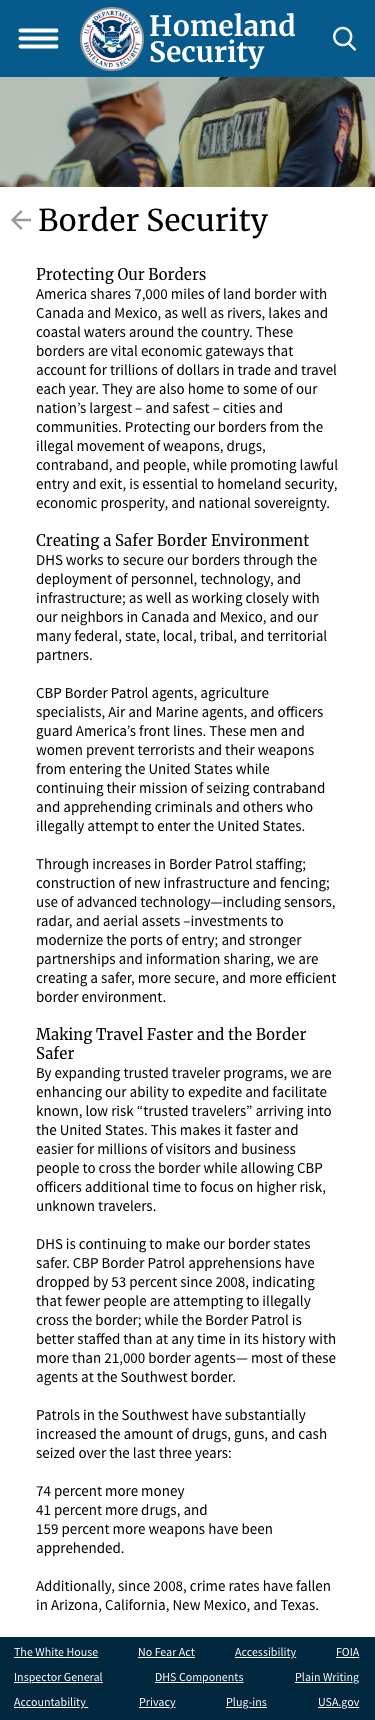 Homeland
Security
Border Security
Protecting Our Borders
America shares 7,000 miles of land border with
Canada and Mexico, as well as rivers, lakes and
coastal waters around the country. These
borders are vital economic gateways that
account for trillions of dollars in trade and travel
each year. They are also home to some of our
nation’s largest – and safest – cities and
communities. Protecting our borders from the
illegal movement of weapons, drugs,
contraband, and people, while promoting lawful
entry and exit, is essential to homeland security,
economic prosperity, and national sovereignty.
Creating a Safer Border Environment
DHS works to secure our borders through the
deployment of personnel, technology, and
infrastructure; as well as working closely with
our neighbors in Canada and Mexico, and our
many federal, state, local, tribal, and territorial
partners.
CBP Border Patrol agents, agriculture
specialists, Air and Marine agents, and officers
guard America’s front lines. These men and
women prevent terrorists and their weapons
from entering the United States while
continuing their mission of seizing contraband
and apprehending criminals and others who
illegally attempt to enter the United States.
Through increases in Border Patrol staffing;
construction of new infrastructure and fencing;
use of advanced technology—including sensors,
radar, and aerial assets –investments to
modernize the ports of entry; and stronger
partnerships and information sharing, we are
creating a safer, more secure, and more efficient
border environment.
Making Travel Faster and the Border
Safer
By expanding trusted traveler programs, we are
enhancing our ability to expedite and facilitate
known, low risk “trusted travelers” arriving into
the United States. This makes it faster and
easier for millions of visitors and business
people to cross the border while allowing CBP
officers additional time to focus on higher risk,
unknown travelers.
DHS is continuing to make our border states
safer. CBP Border Patrol apprehensions have
dropped by 53 percent since 2008, indicating
that fewer people are attempting to illegally
cross the border; while the Border Patrol is
better staffed than at any time in its history with
more than 21,000 border agents— most of these
agents at the Southwest border.
Patrols in the Southwest have substantially
increased the amount of drugs, guns, and cash
seized over the last three years:
74 percent more money
41 percent more drugs, and
159 percent more weapons have been
apprehended.
Additionally, since 2008, crime rates have fallen
in Arizona, California, New Mexico, and Texas.
The White House No Fear Act Accessibility FOIA
Inspector General DHS Components Plain Writing
Accountability Privacy Plug-ins USA.gov